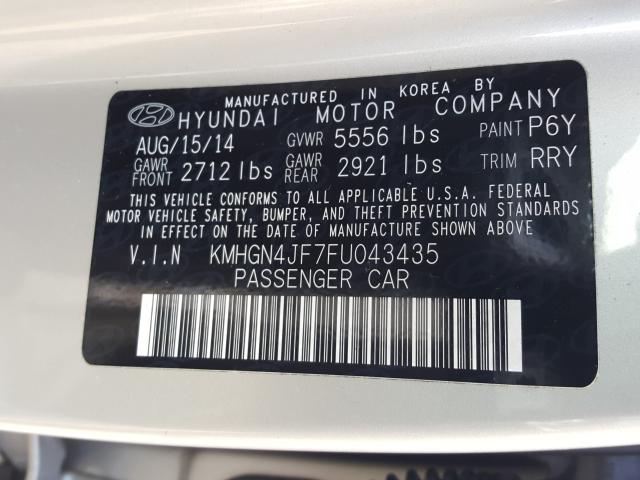 MANUFACTURED IN KOREA BY
HYUNDAI MOTOR COMPANY
AUG/15/14 GVWR 5556 lbs PAINT P6Y
GAWR FRONT 2712 lbs GAWR REAR 2921 lbs TRIM RRY
THIS VEHICLE CONFORMS TO ALL APPLICABLE U.S.A. FEDERAL
MOTOR VEHICLE SAFETY, BUMPER, AND THEFT PREVENTION STANDARDS
IN EFFECT ON THE DATE OF MANUFACTURE SHOWN ABOVE.
V.I.N KMHGN4JF7FU043435
PASSENGER CAR